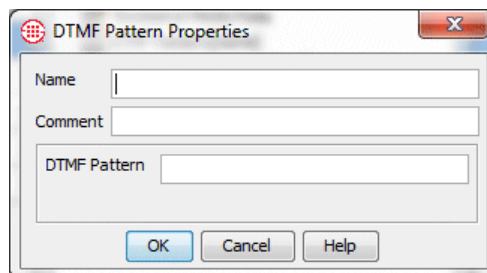 DTMF Pattern Properties
Name
Comment
DTMF Pattern
OK Cancel Help